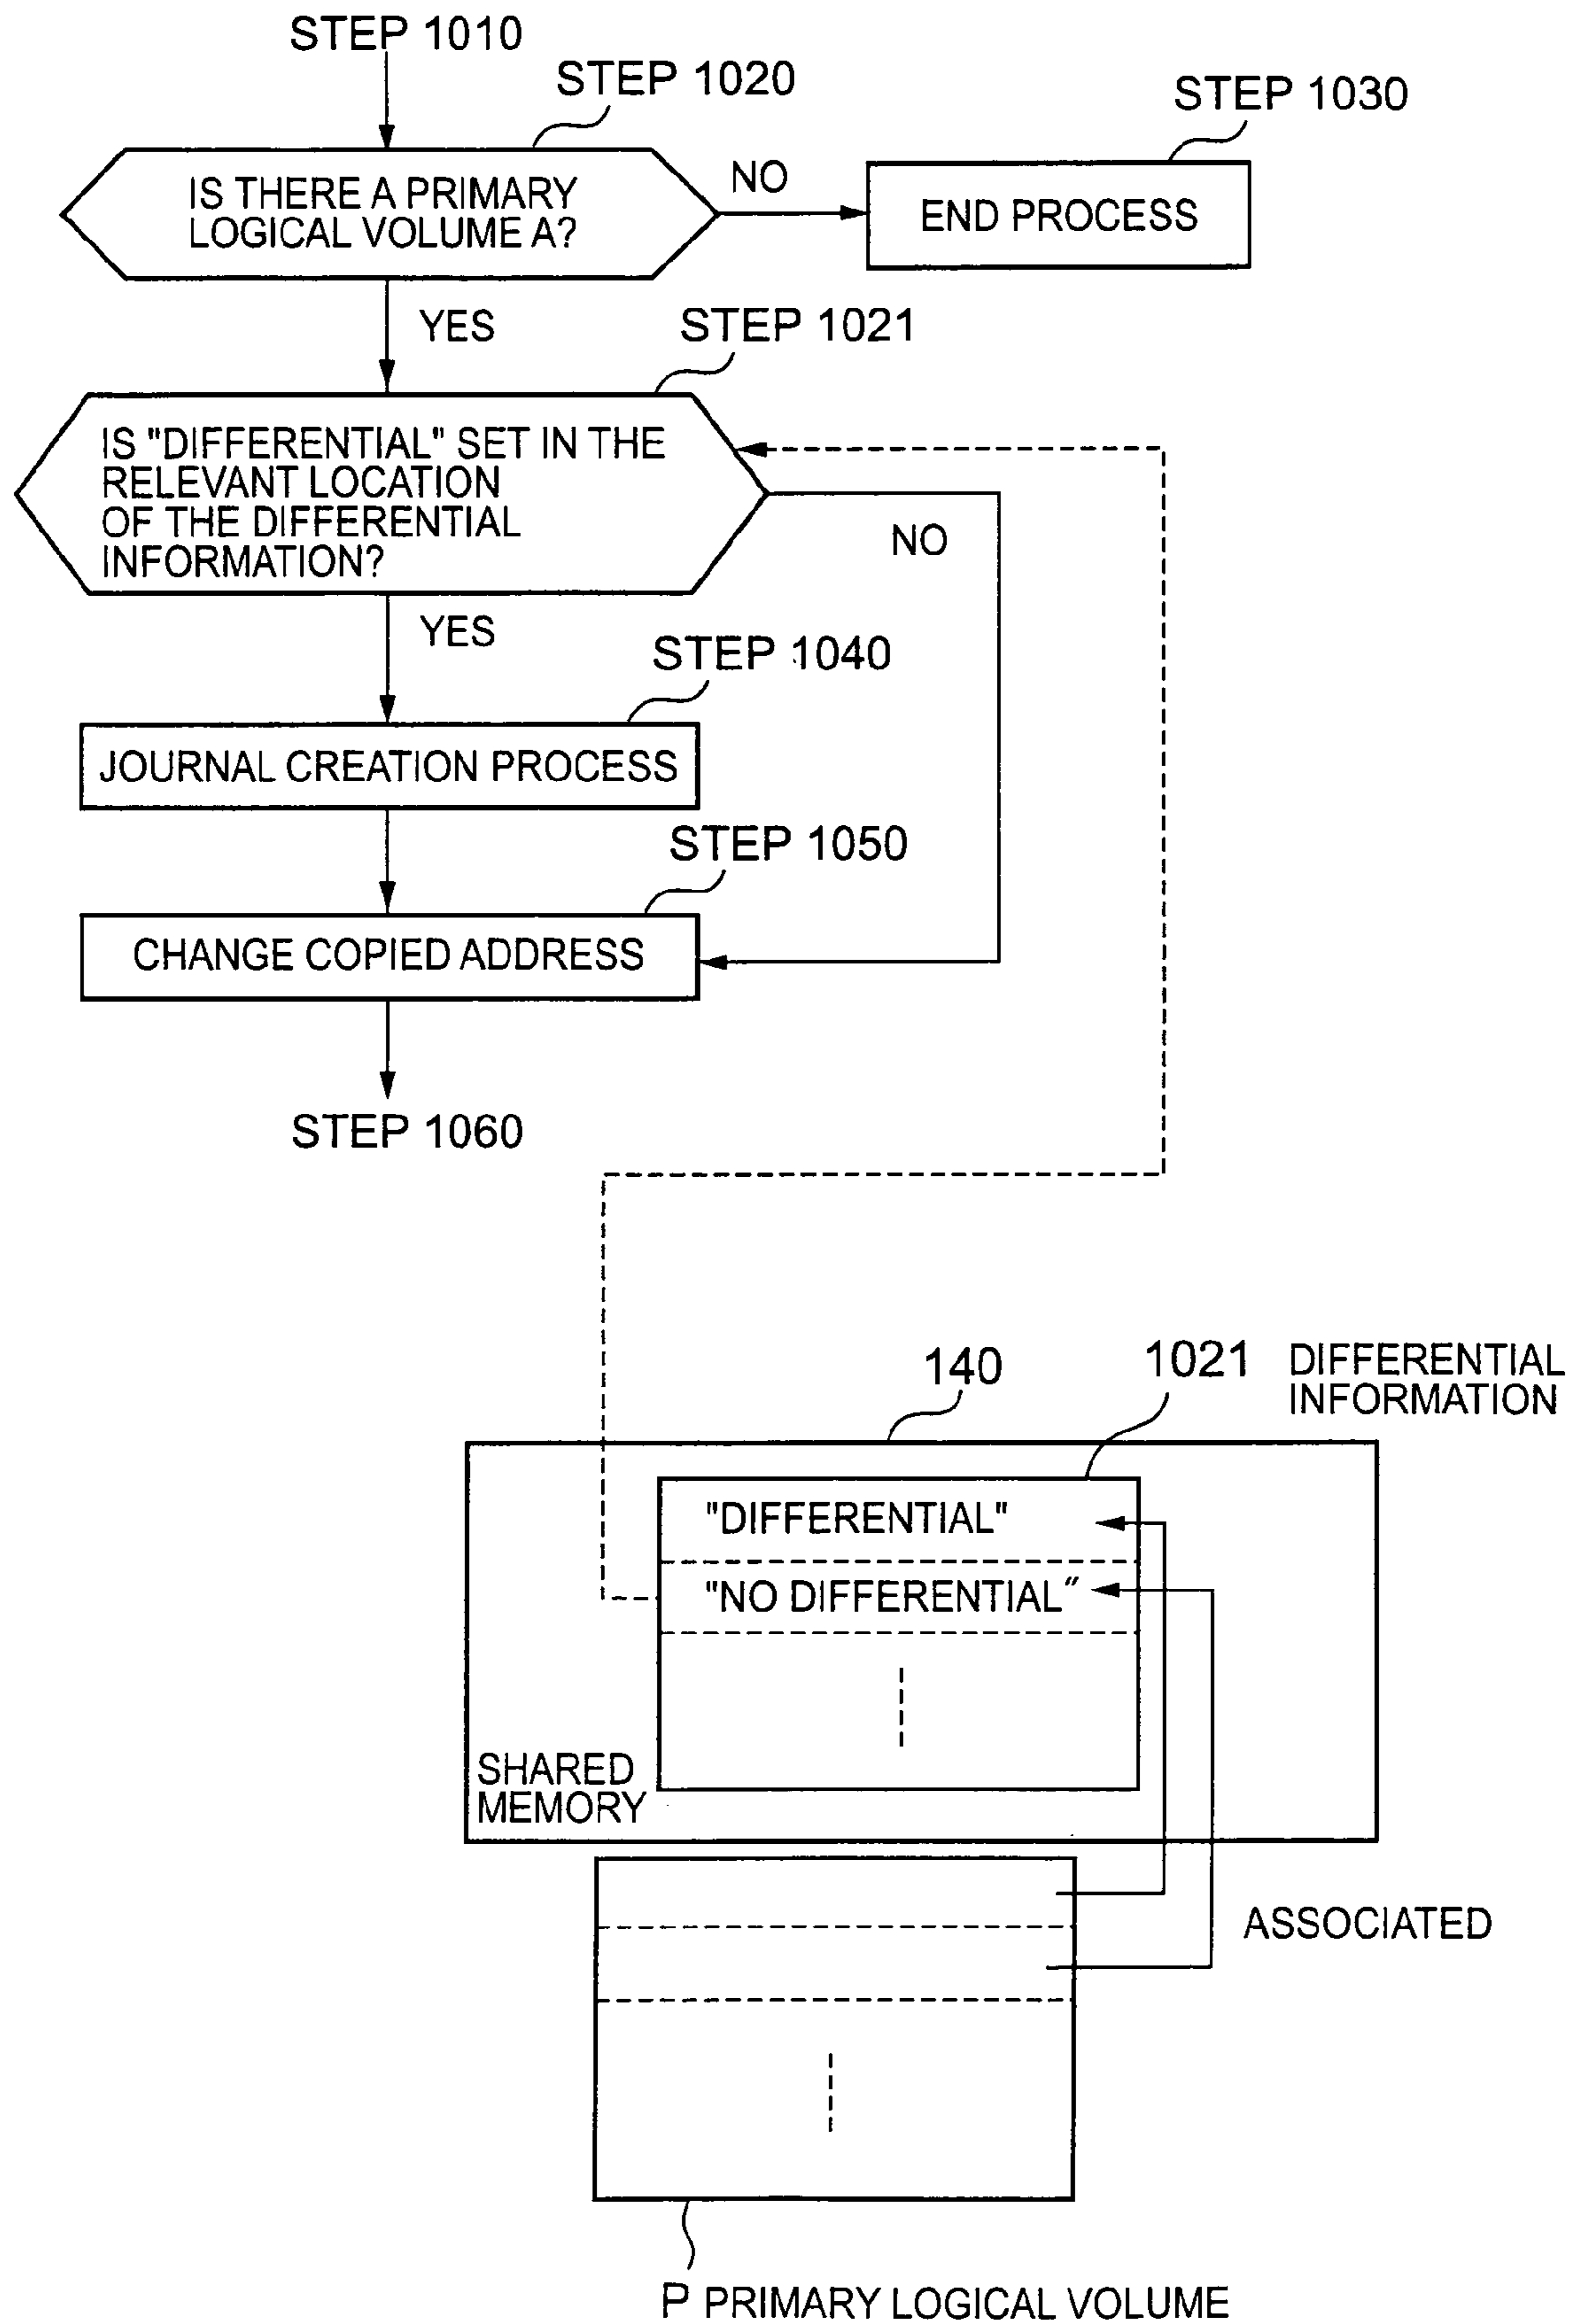 STEP 1010
STEP 1020
STEP 1030
IS THERE A PRIMARY
LOGICAL VOLUME A?
NO
END PROCESS
YES
STEP 1021
IS "DIFFERENTIAL" SET IN THE
RELEVANT LOCATION
OF THE DIFFERENTIAL
INFORMATION?
NO
YES
STEP 1040
JOURNAL CREATION PROCESS
STEP 1050
CHANGE COPIED ADDRESS
STEP 1060
140
1021
DIFFERENTIAL
INFORMATION
"DIFFERENTIAL"
"NO DIFFERENTIAL"
SHARED
MEMORY
ASSOCIATED
P PRIMARY LOGICAL VOLUME